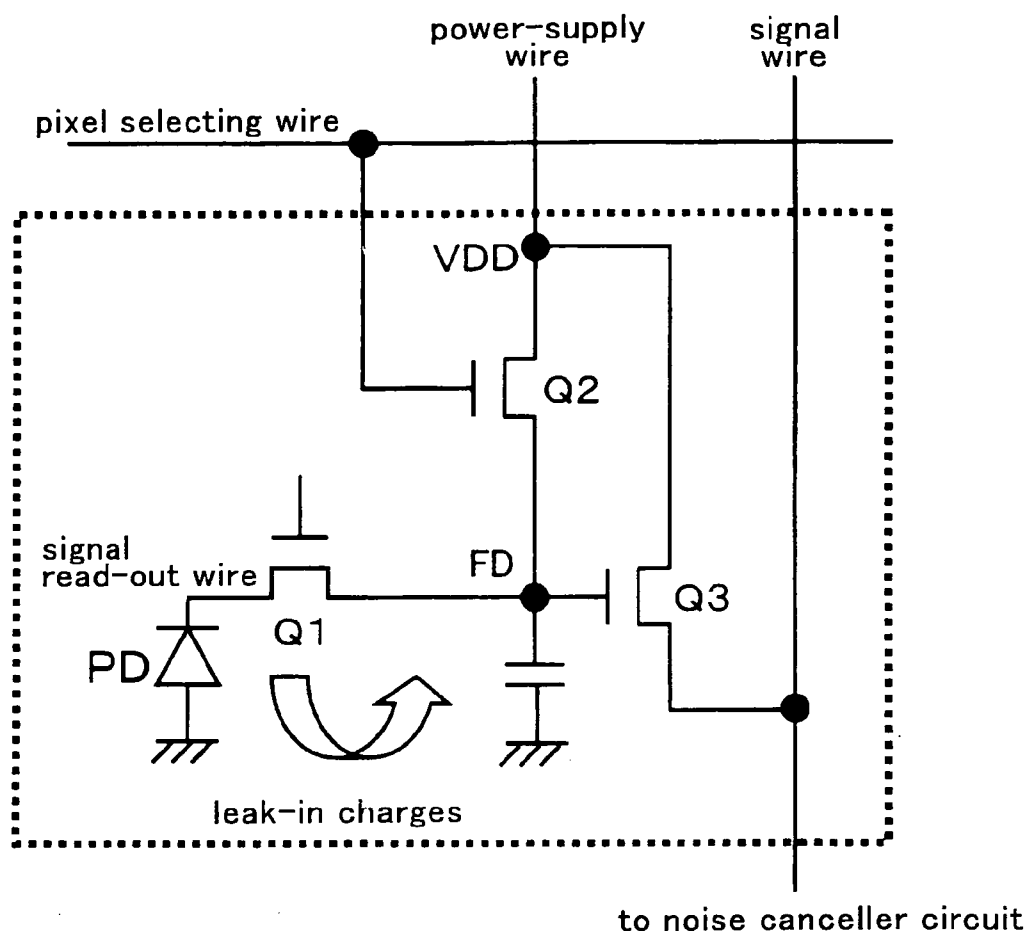 power-supply
wire
signal
wire
pixel selecting wire
VDD
Q2
signal
read-out wire
FD
Q3
Q1
PD
leak-in charges
to noise canceller circuit